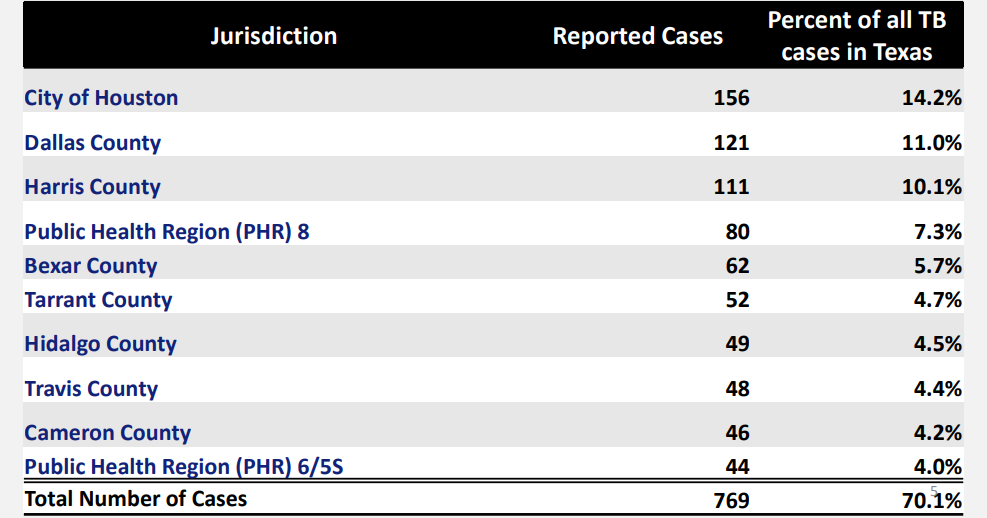 Jurisdiction Reported Cases Percent of all TB
cases in Texas
City of Houston 156 14.2%
Dallas County 121 11.0%
Harris County 111 10.1%
Public Health Region (PHR) 8 80 7.3%
Bexar County 62 5.7%
Tarrant County 52 4.7%
Hidalgo County 49 4.5%
Travis County 48 4.4%
Cameron County 46 4.2%
Public Health Region (PHR) 6/5S 44 4.0%
Total Number of Cases 769 70.1%
5